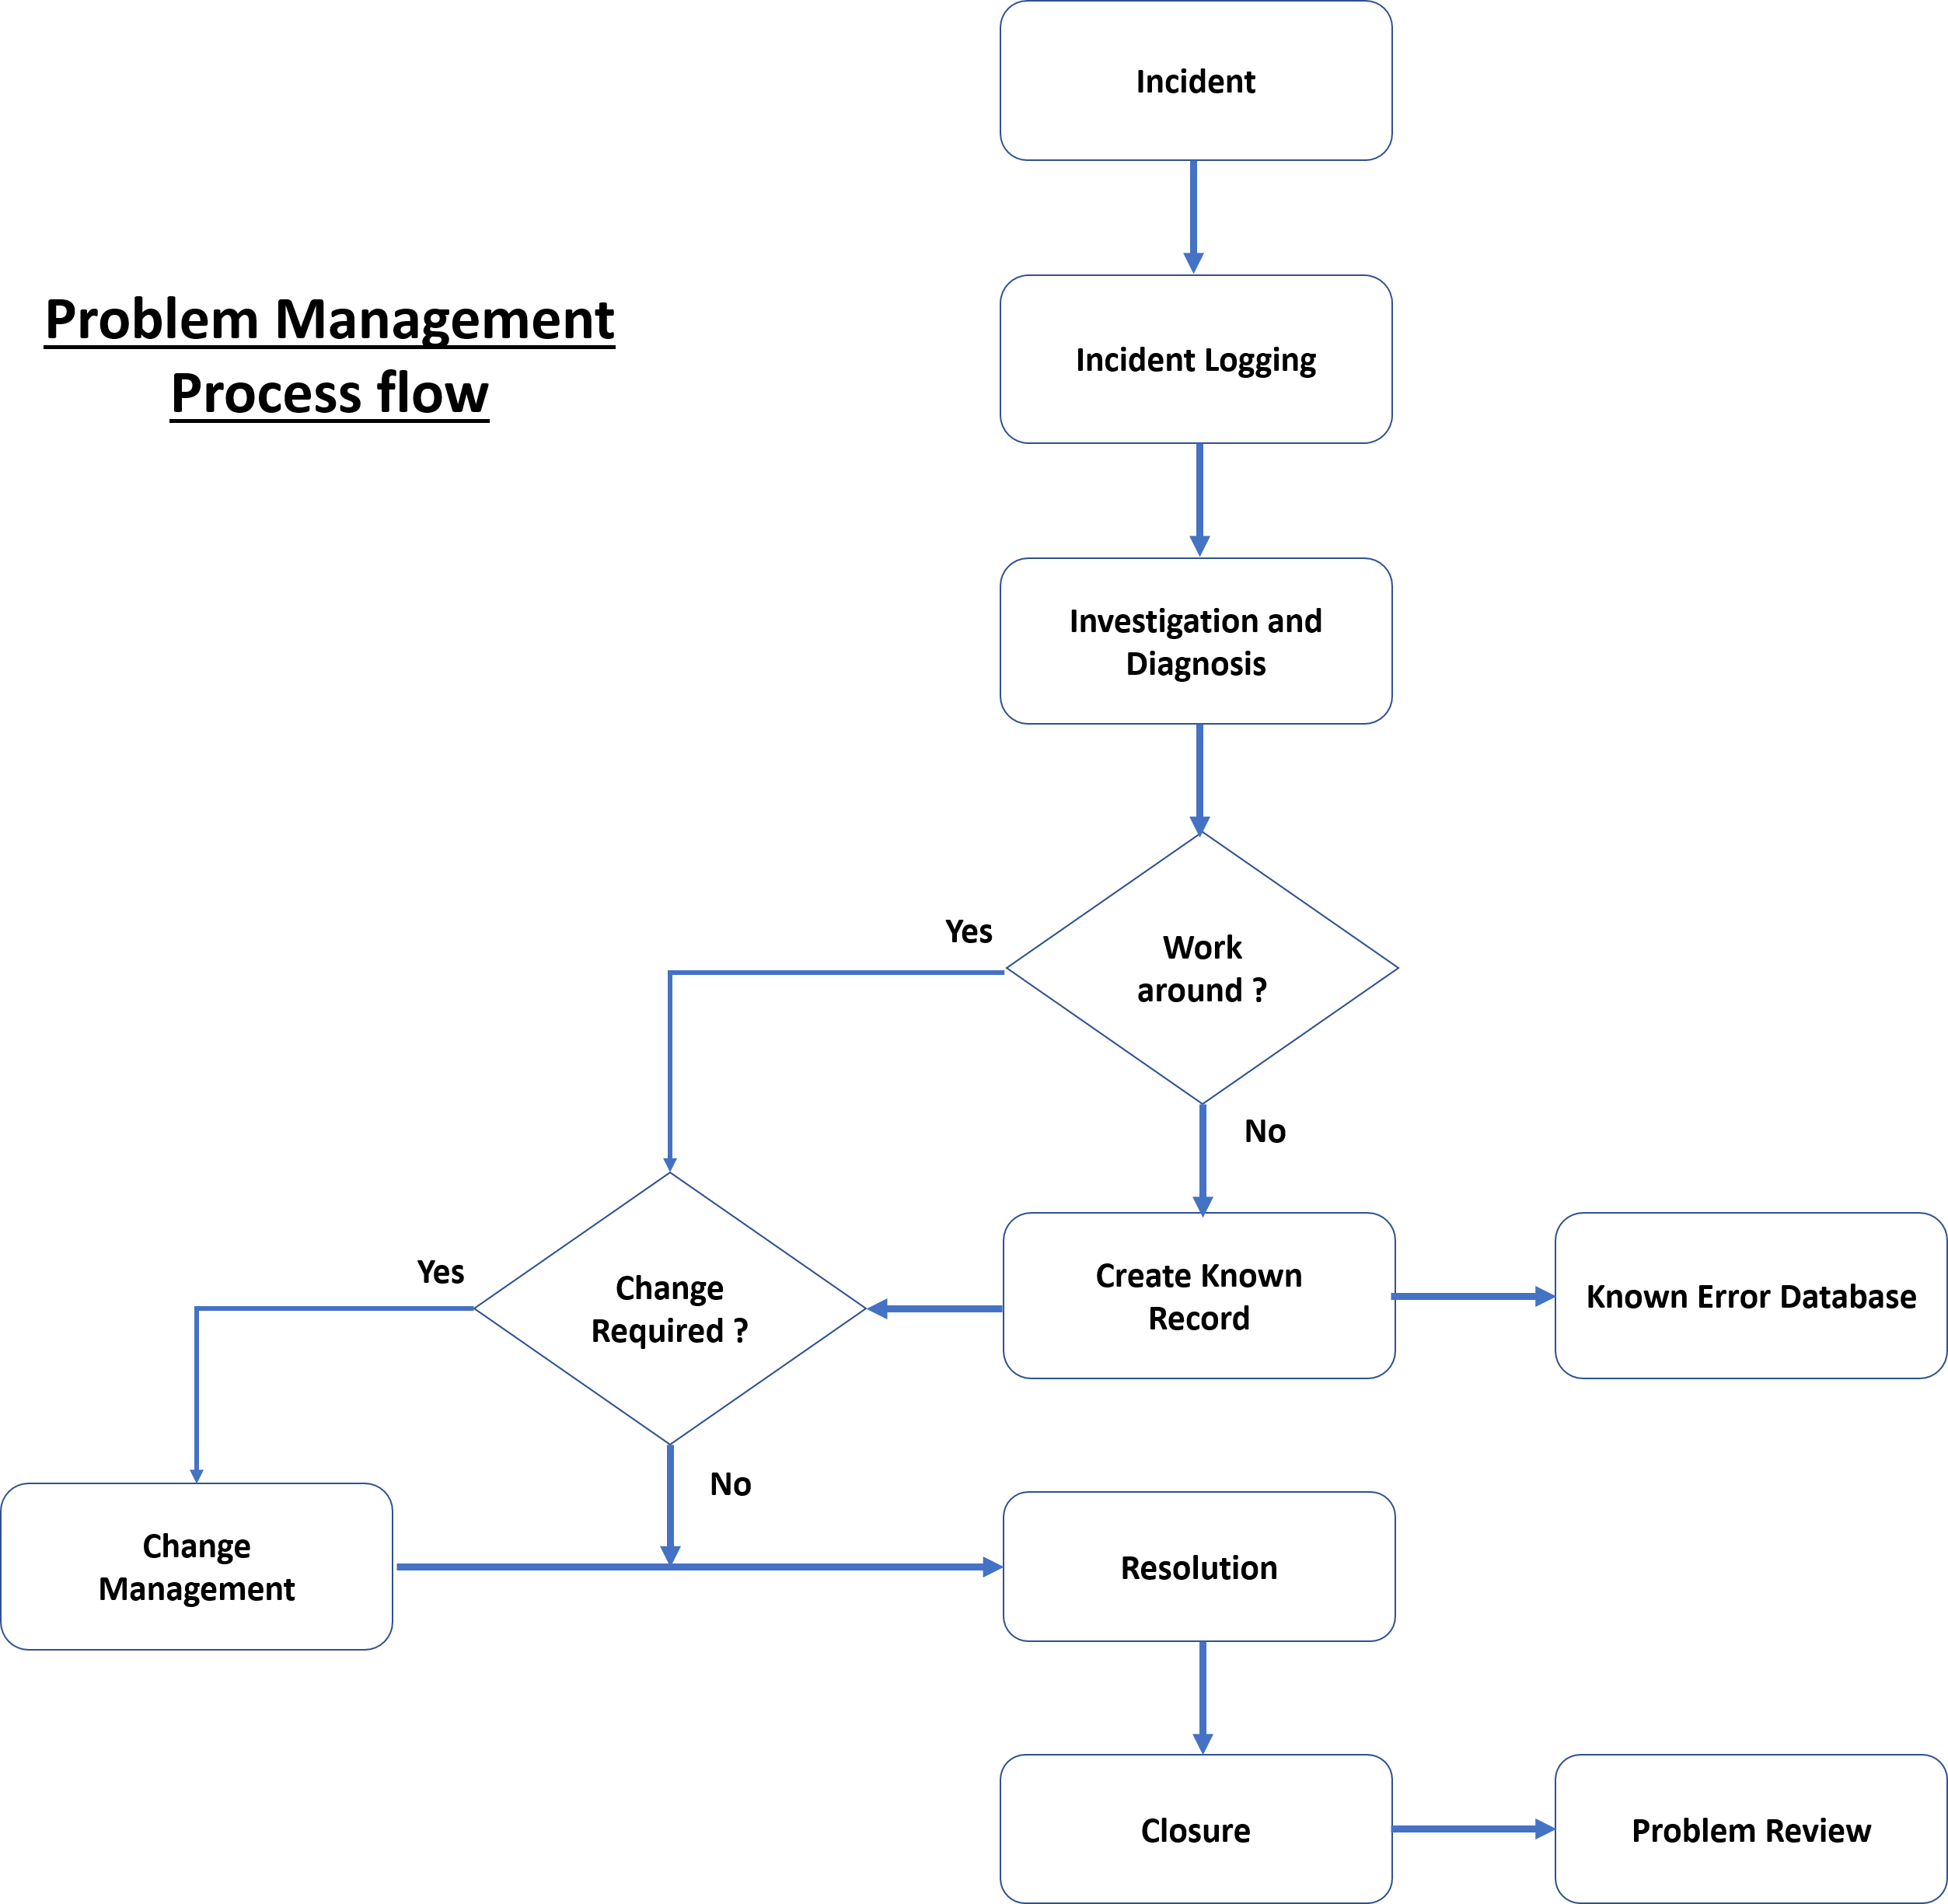 Incident
Problem Management
Process flow
Incident Logging
Investigation and
Diagnosis
Yes
Work
around ?
No
Yes
Change
Required ?
Create Known
Record
Known Error Database
No
Change
Management
Resolution
Closure
Problem Review